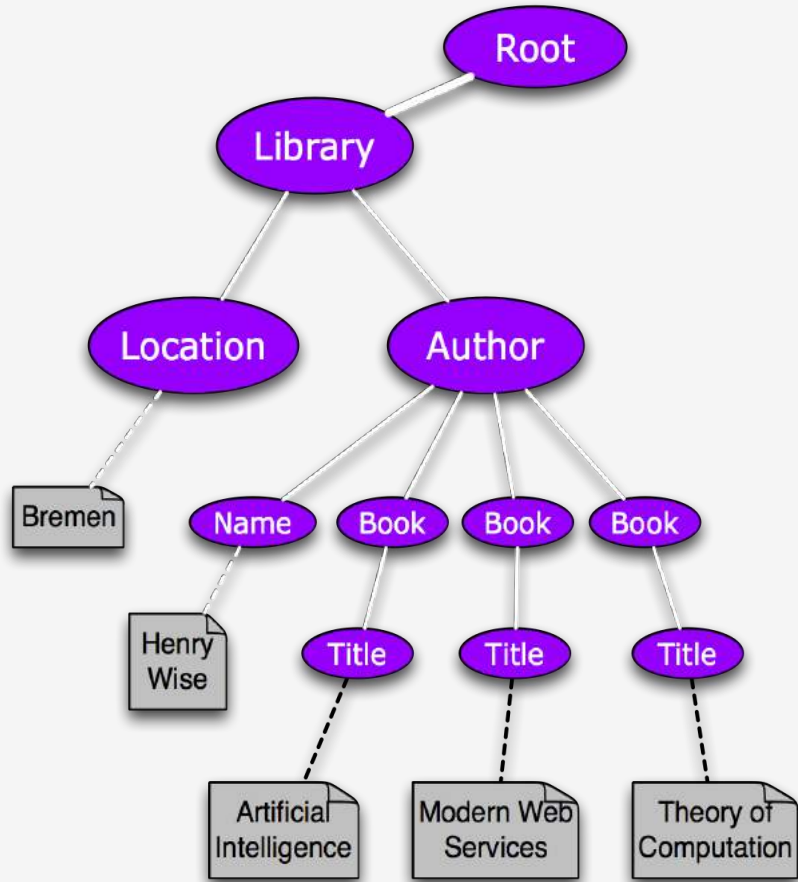 Root
Library
Location
Author
Bremen
Name
Book
Book
Book
Henry
Wise
Title
Title
Title
Artificial
Intelligence
Modern Web
Services
Theory of
Computation